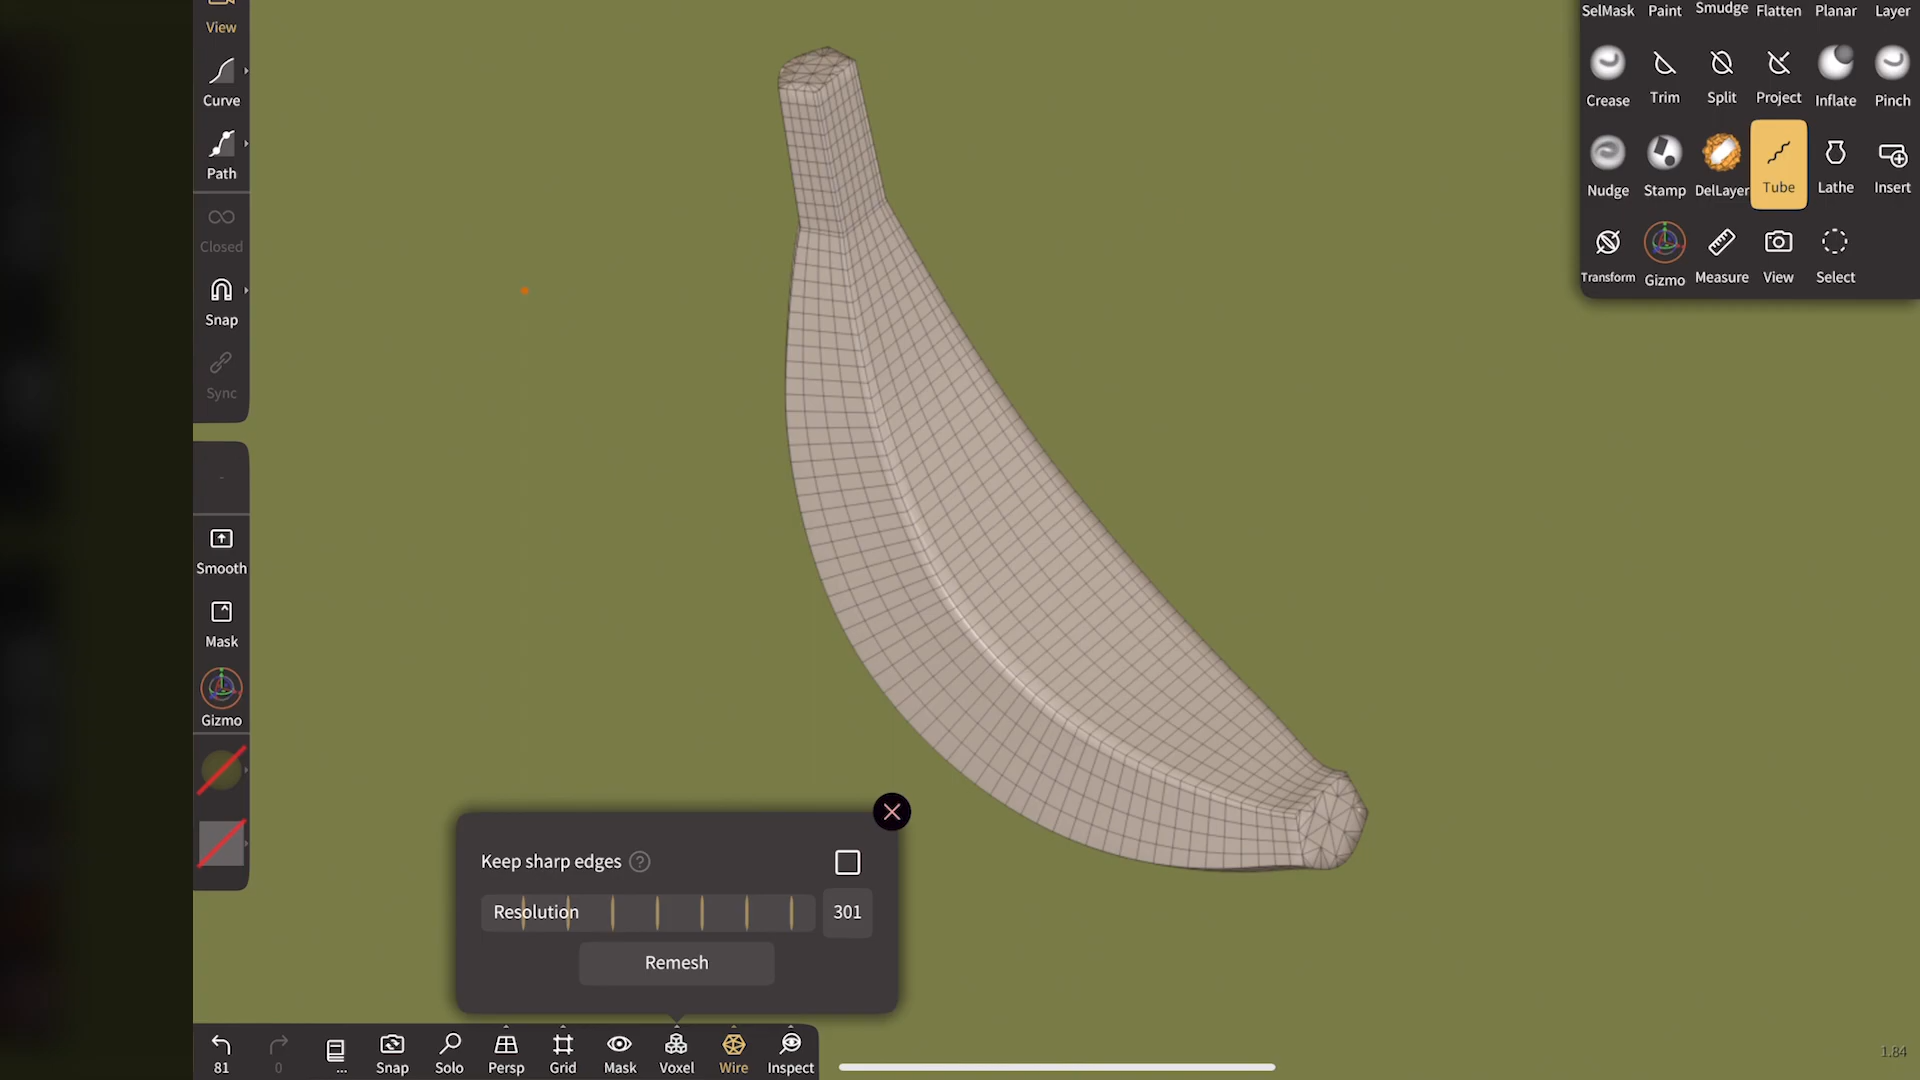 View
Curve
Path
Closed
Snap
Sync
-
Smooth
Mask
Gizmo
SelMask Paint Smudge Flatten Planar Layer
Crease Trim Split Project Inflate Pinch
Nudge Stamp DelLayer Tube Lathe Insert
Transform Gizmo Measure View Select
Keep sharp edges ?
Resolution 301
Remesh
81 0 ... Snap Solo Persp Grid Mask Voxel Wire Inspect
1.84